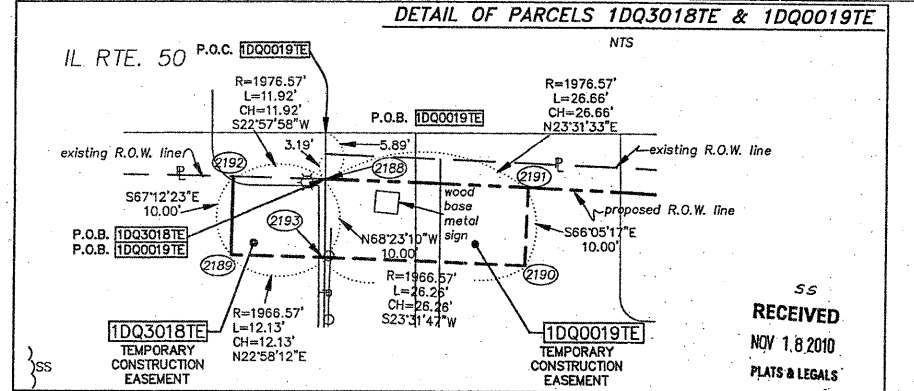 DETAIL OF PARCELS 1DQ3018TE & 1DQ0019TE
NTS
IL RTE. 50
P.O.C. 1DQ0019TE
R=1976.57'
L=11.92'
CH=11.92'
S22°57'58"W
P.O.B. 1DQ0019TE
R=1976.57'
L=26.66'
CH=26.66'
N23°31'33"E
3.19'
5.89'
existing R.O.W. line
2192
2188
2191
existing R.O.W. line
S67°12'23"E
10.00'
wood
base
metal
sign
proposed R.O.W. line
P.O.B. 1DQ3018TE
P.O.B. 1DQ0019TE
2193
N68°23'10"W
10.00'
S66°05'17"E
10.00'
2189
2190
R=1966.57'
L=12.13'
CH=12.13'
N22°58'12"E
R=1966.57'
L=26.26'
CH=26.26'
S23°31'47"W
1DQ3018TE
TEMPORARY
CONSTRUCTION
EASEMENT
1DQ0019TE
TEMPORARY
CONSTRUCTION
EASEMENT
SS
RECEIVED
NOV 18 2010
PLATS & LEGALS
SS